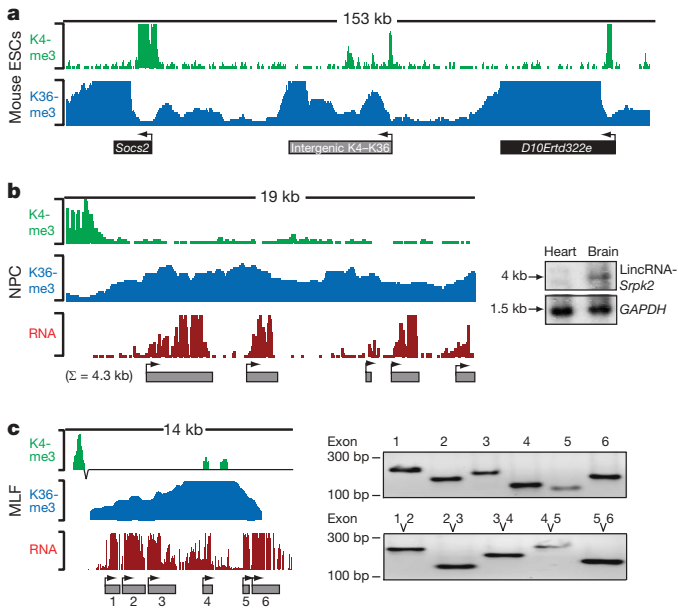 a
153 kb
Mouse ESCs
K4-
me3
K36-
me3
Socs2
Intergenic K4–K36
D10Ertd322e
b
19 kb
NPC
K4-
me3
K36-
me3
RNA
(Σ = 4.3 kb)
Heart Brain
4 kb
LincRNA-
Srpk2
1.5 kb
GAPDH
c
14 kb
MLF
K4-
me3
K36-
me3
RNA
1 2 3 4 5 6
Exon 1 2 3 4 5 6
300 bp
100 bp
Exon 1 2 2 3 3 4 4 5 5 6
300 bp
100 bp